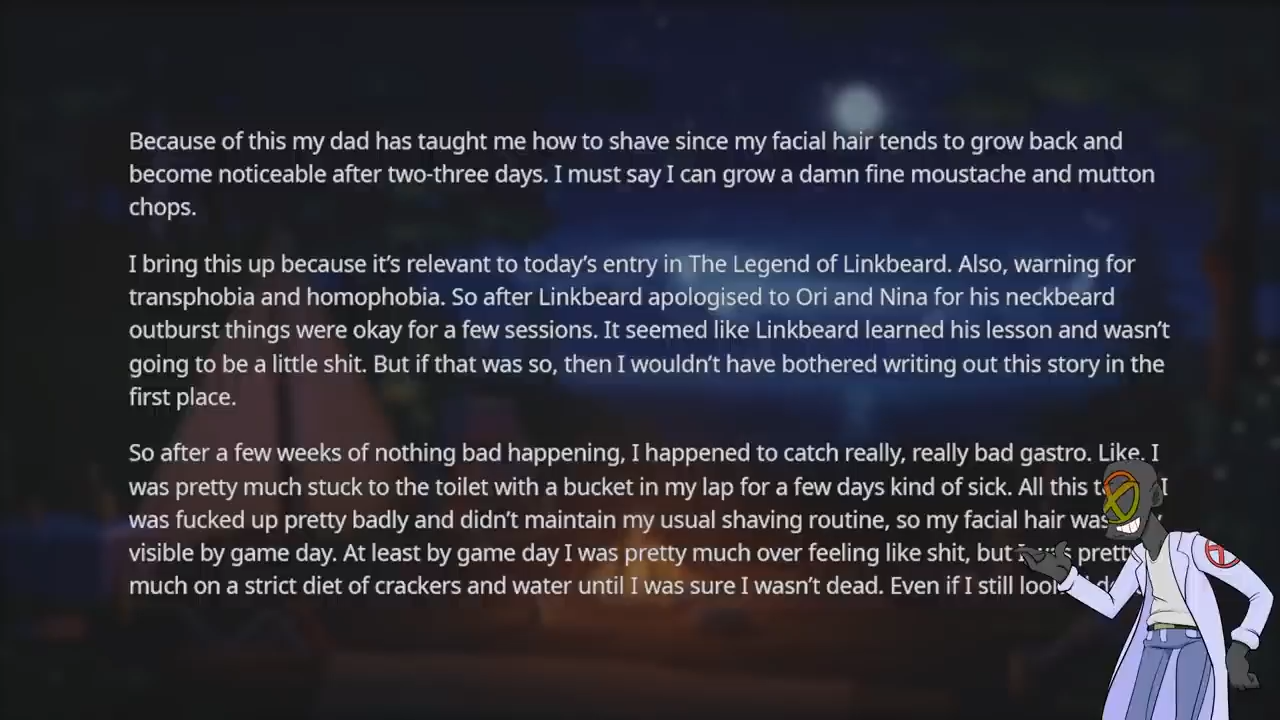 Because of this my dad has taught me how to shave since my facial hair tends to grow back and
become noticeable after two-three days. I must say I can grow a damn fine moustache and mutton
chops.
I bring this up because it’s relevant to today’s entry in The Legend of Linkbeard. Also, warning for
transphobia and homophobia. So after Linkbeard apologised to Ori and Nina for his neckbeard
outburst things were okay for a few sessions. It seemed like Linkbeard learned his lesson and wasn’t
going to be a little shit. But if that was so, then I wouldn’t have bothered writing out this story in the
first place.
So after a few weeks of nothing bad happening, I happened to catch really, really bad gastro. Like, I
was pretty much stuck to the toilet with a bucket in my lap for a few days kind of sick. All this I
was fucked up pretty badly and didn’t maintain my usual shaving routine, so my facial hair was
visible by game day. At least by game day I was pretty much over feeling like shit, but I was pretty
much on a strict diet of crackers and water until I was sure I wasn’t dead. Even if I still